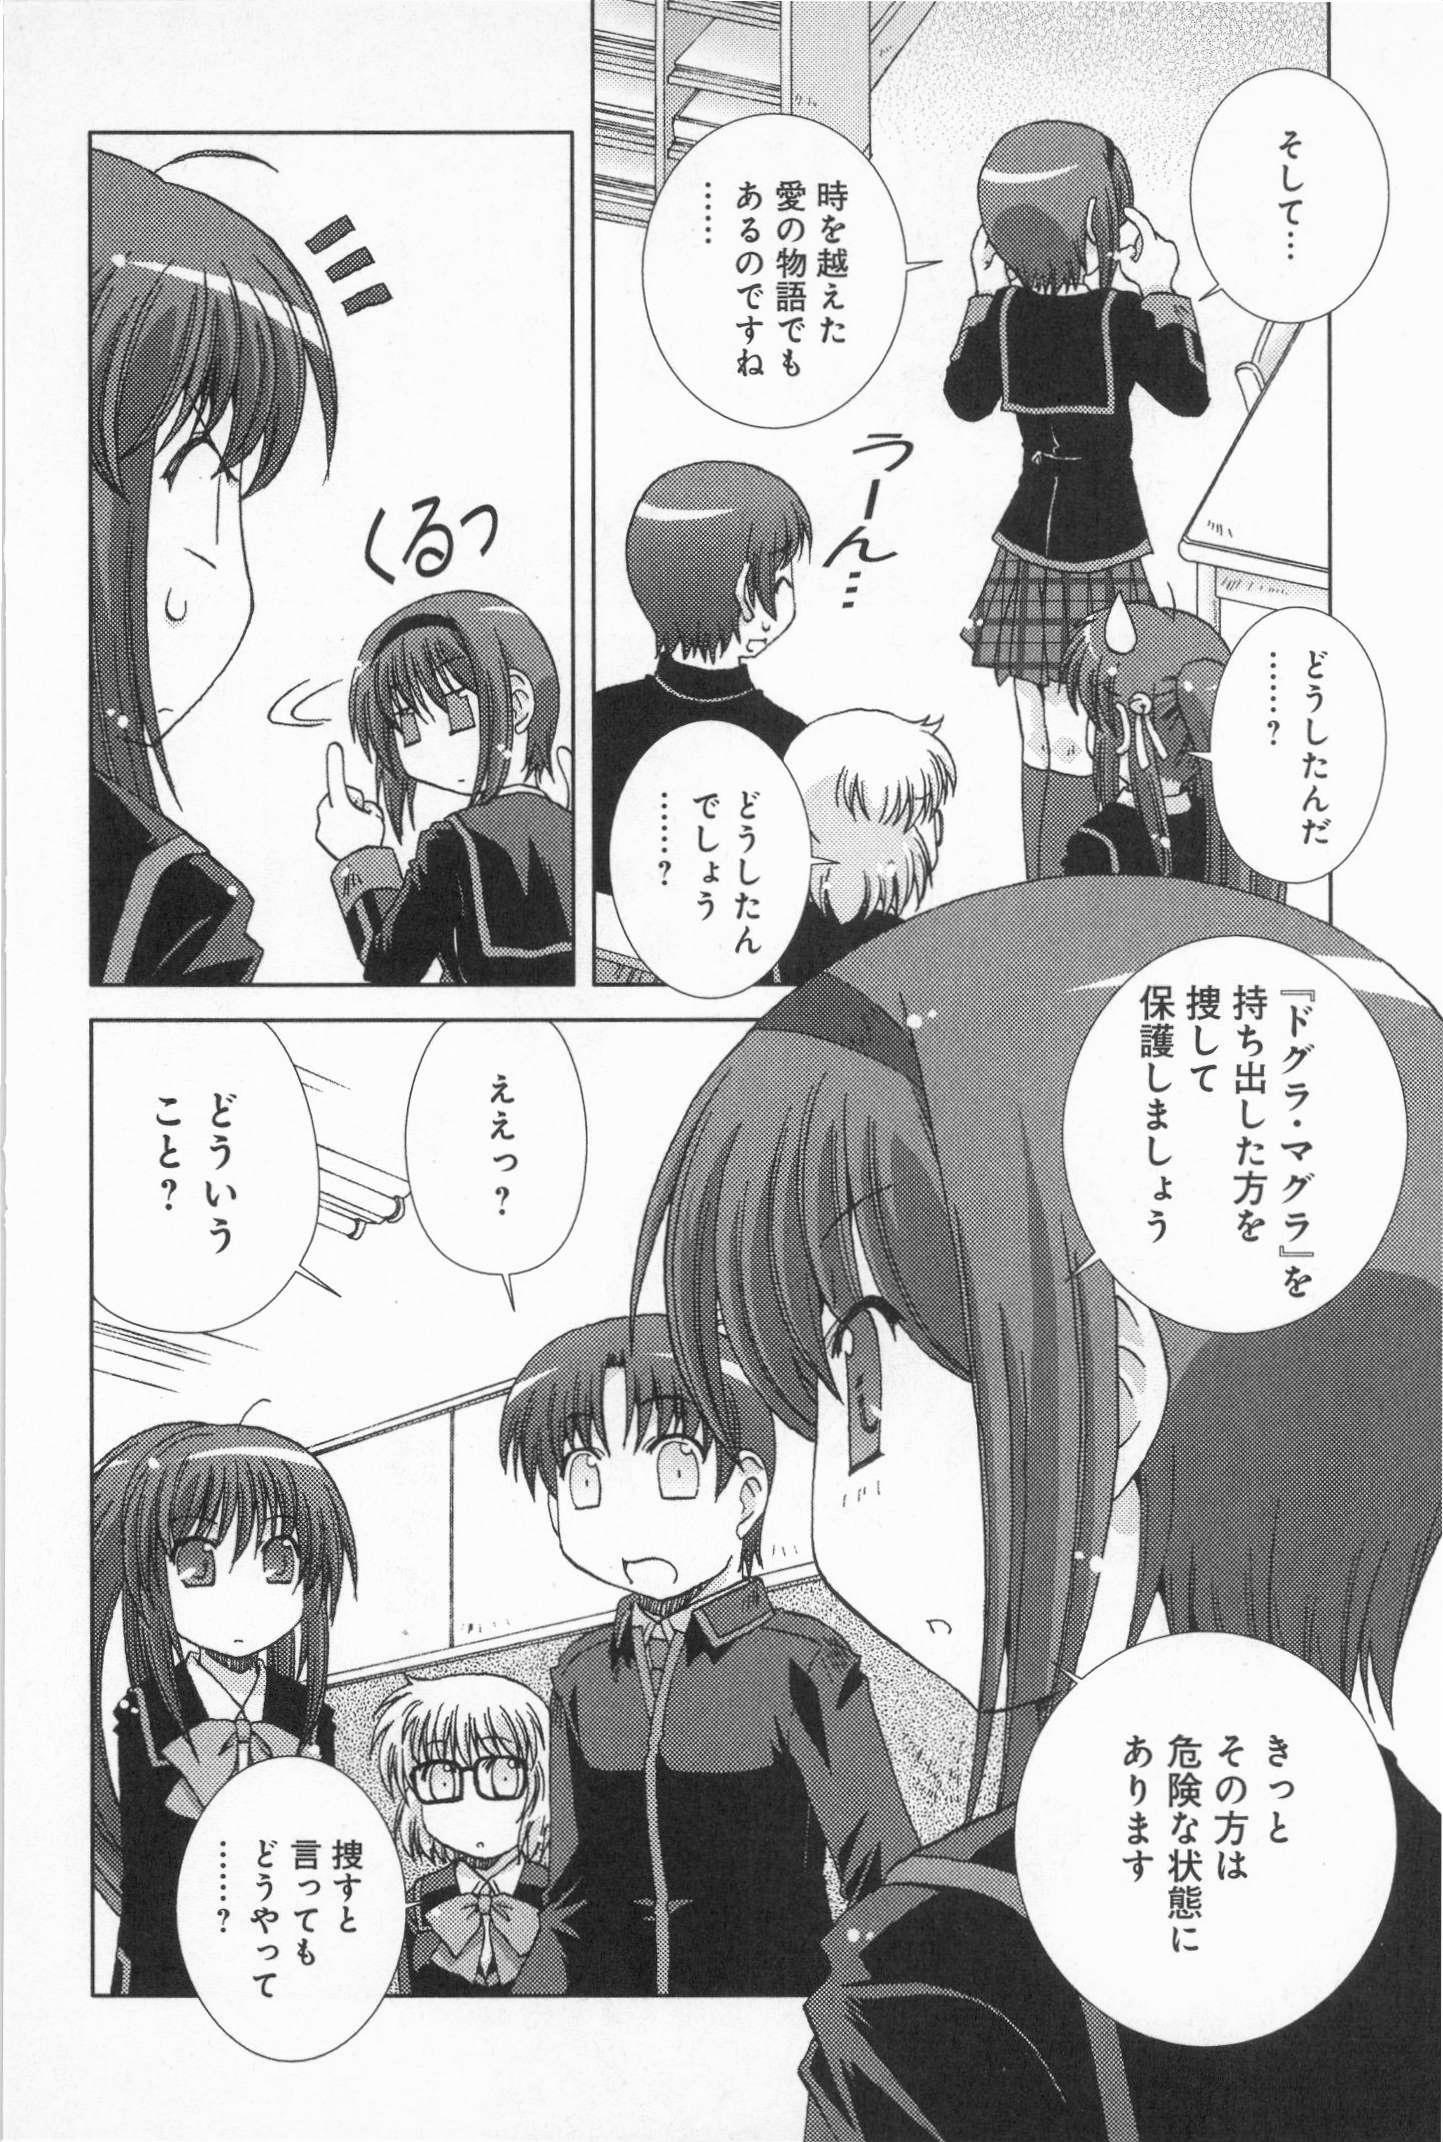 そして…
時を越えた
愛の物語でも
あるのですね
……
うーん…
どうしたんだ
……?
どうしたん
でしょう
……?
くるっ
『ドグラ・マグラ』を
持ち出した方を
捜して
保護しましょう
きっと
その方は
危険な状態に
あります
ええっ?
どういう
こと?
捜すと
言っても
どうやって
……?